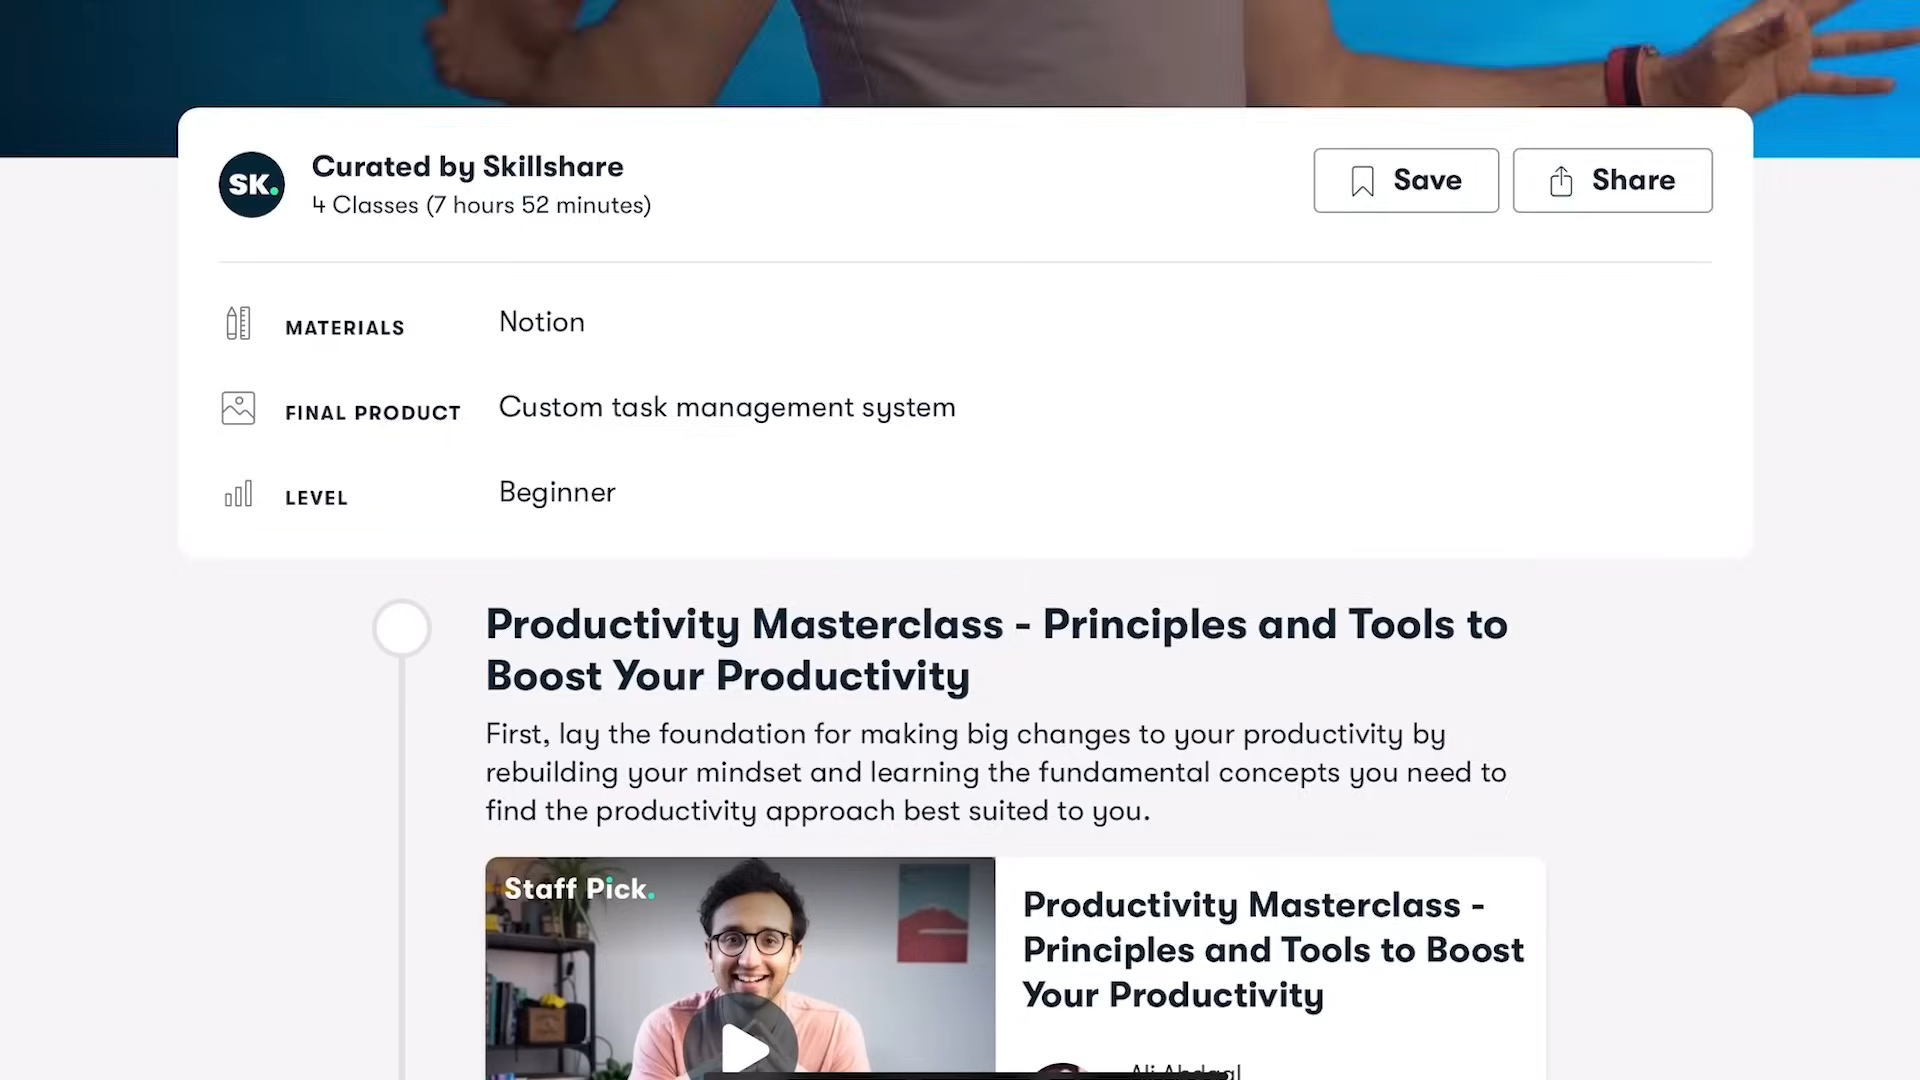 SK.
Curated by Skillshare
4 Classes (7 hours 52 minutes)
Save
Share
MATERIALS
Notion
FINAL PRODUCT
Custom task management system
LEVEL
Beginner
Productivity Masterclass - Principles and Tools to
Boost Your Productivity
First, lay the foundation for making big changes to your productivity by
rebuilding your mindset and learning the fundamental concepts you need to
find the productivity approach best suited to you.
Staff Pick.
Productivity Masterclass -
Principles and Tools to Boost
Your Productivity
Ali Abdaal